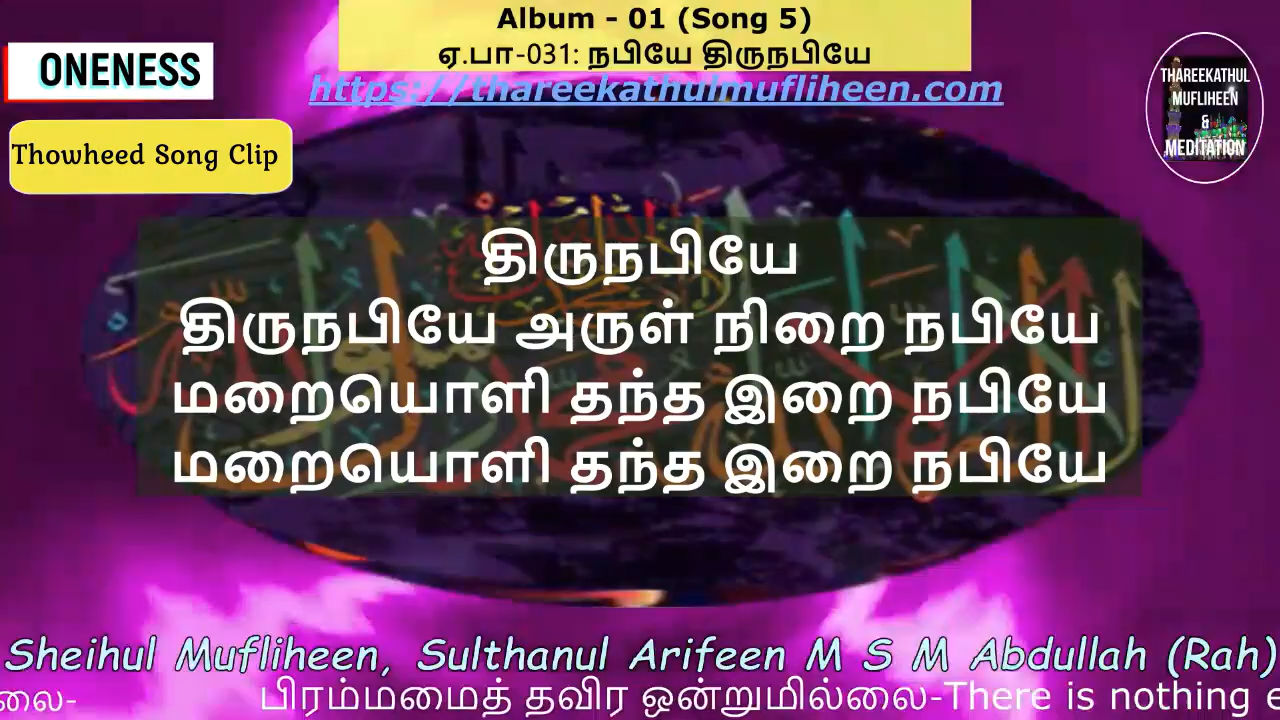 Album - 01 (Song 5)
ஏ.பா-031: நபியே திருநபியே
https://thareekathulmufliheen.com
ONENESS
THAREEKATHUL
MUFLIHEEN
&
MEDITATION
Thowheed Song Clip
திருநபியே
திருநபியே அருள் நிறை நபியே
மறையொளி தந்த இறை நபியே
மறையொளி தந்த இறை நபியே
Sheihul Mufliheen, Sulthanul Arifeen M S M Abdullah (Rah)
லை- பிரம்மமைத் தவிர ஒன்றுமில்லை-There is nothing e